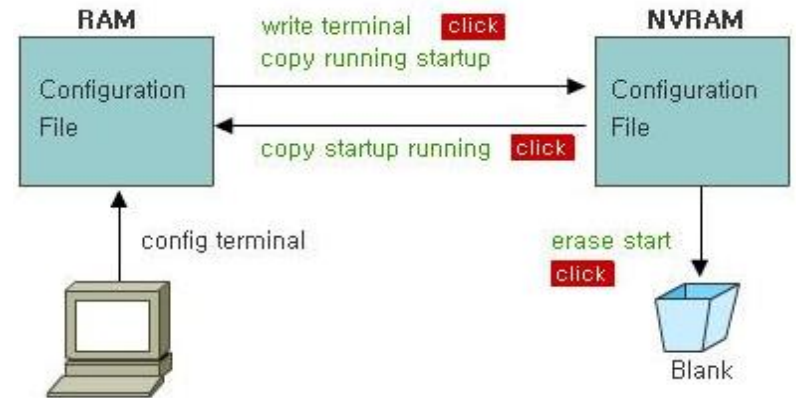 RAM
write terminal click
NVRAM
copy running startup
Configuration
File
Configuration
File
copy startup running click
config terminal
erase start
click
Blank